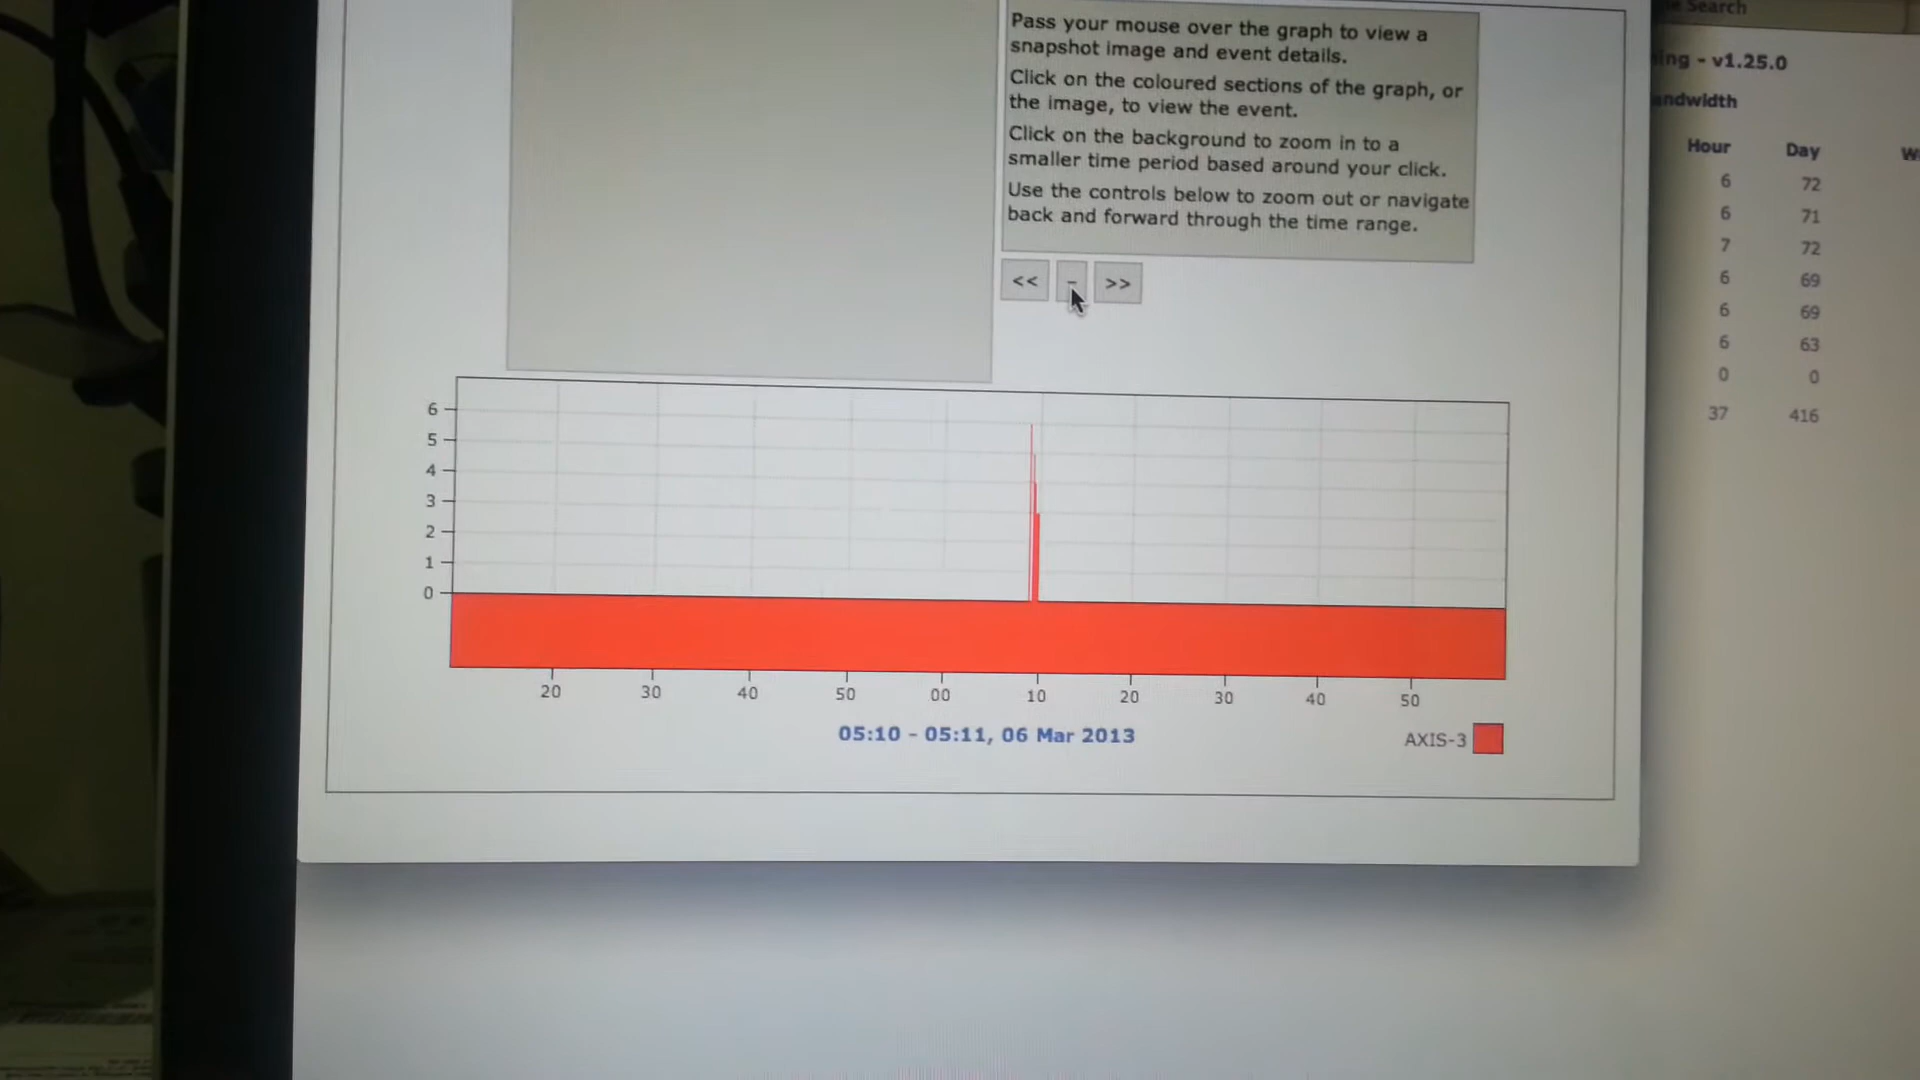 Search
Pass your mouse over the graph to view a
snapshot image and event details.
Click on the coloured sections of the graph, or
the image, to view the event.
Click on the background to zoom in to a
smaller time period based around your click.
Use the controls below to zoom out or navigate
back and forward through the time range.
<< - >>
6
5
4
3
2
1
0
20 30 40 50 00 10 20 30 40 50
05:10 - 05:11, 06 Mar 2013
AXIS-3
- v1.25.0
Hour Day
6 72
6 71
7 72
6 69
6 69
6 63
0 0
37 416